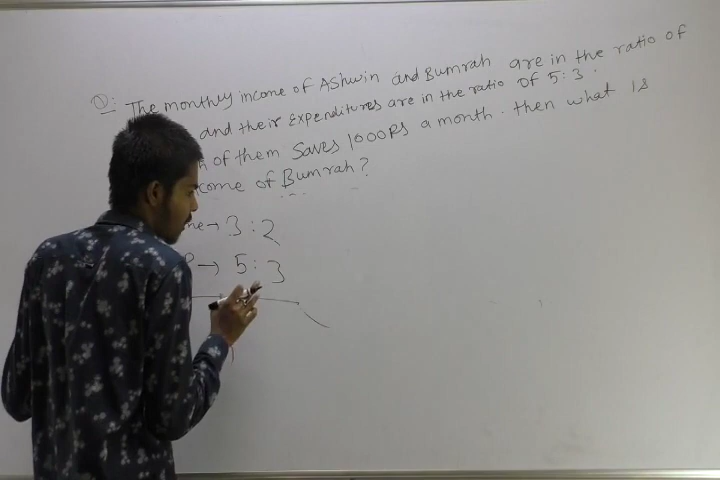 Q: The monthly income of Ashwin and Bumrah are in the ratio of
and their Expenditures are in the ratio of 5:3.
of them Saves 1000RS a month. then what is
come of Bumrah?
me→ 3:2
P→ 5:3